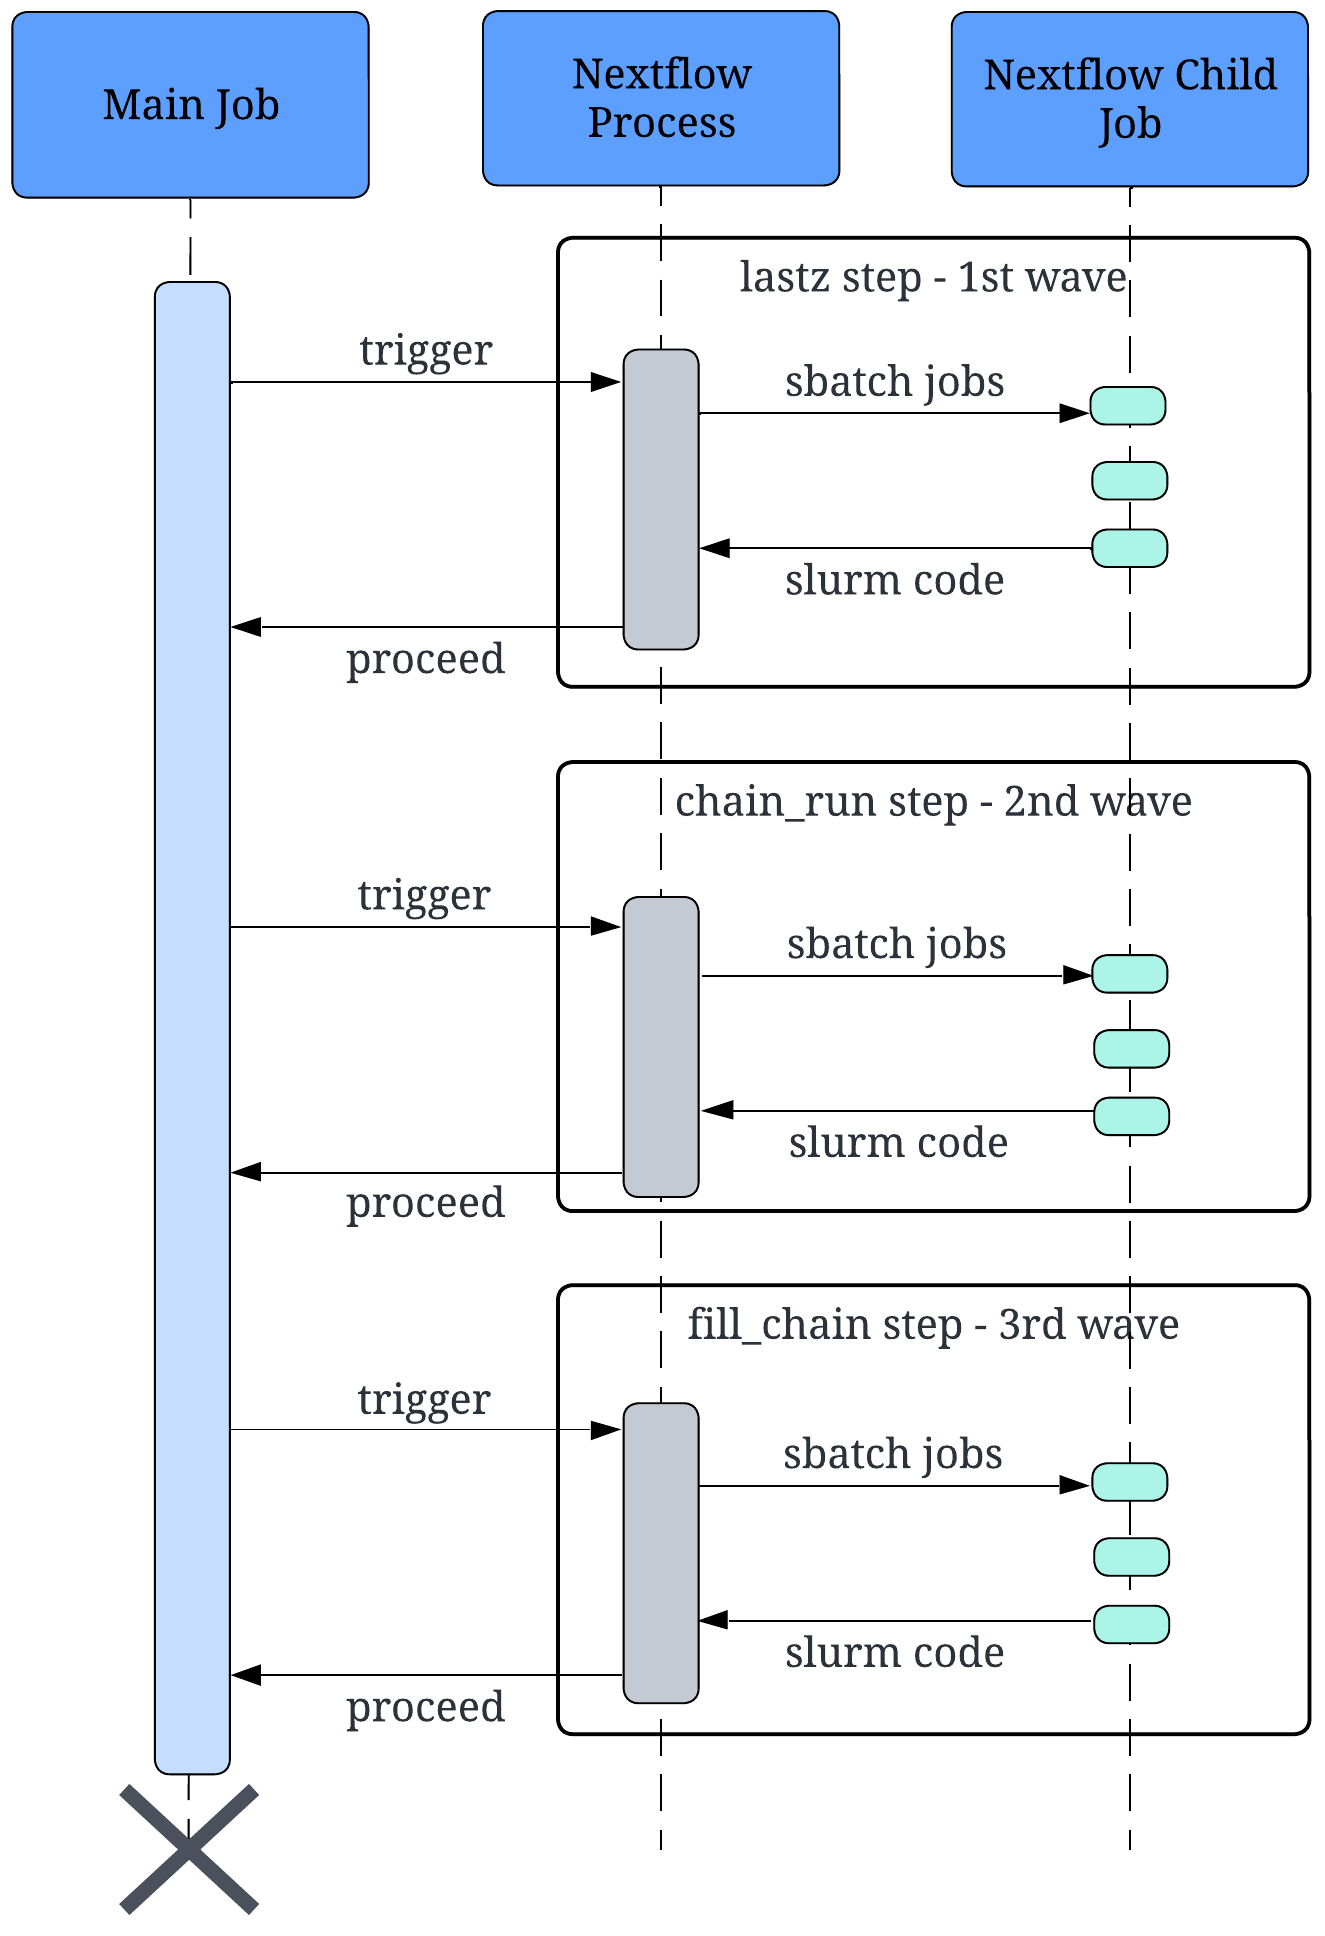 Main Job
Nextflow
Process
Nextflow Child
Job
lastz step - 1st wave
trigger
sbatch jobs
slurm code
proceed
chain_run step - 2nd wave
trigger
sbatch jobs
slurm code
proceed
fill_chain step - 3rd wave
trigger
sbatch jobs
slurm code
proceed